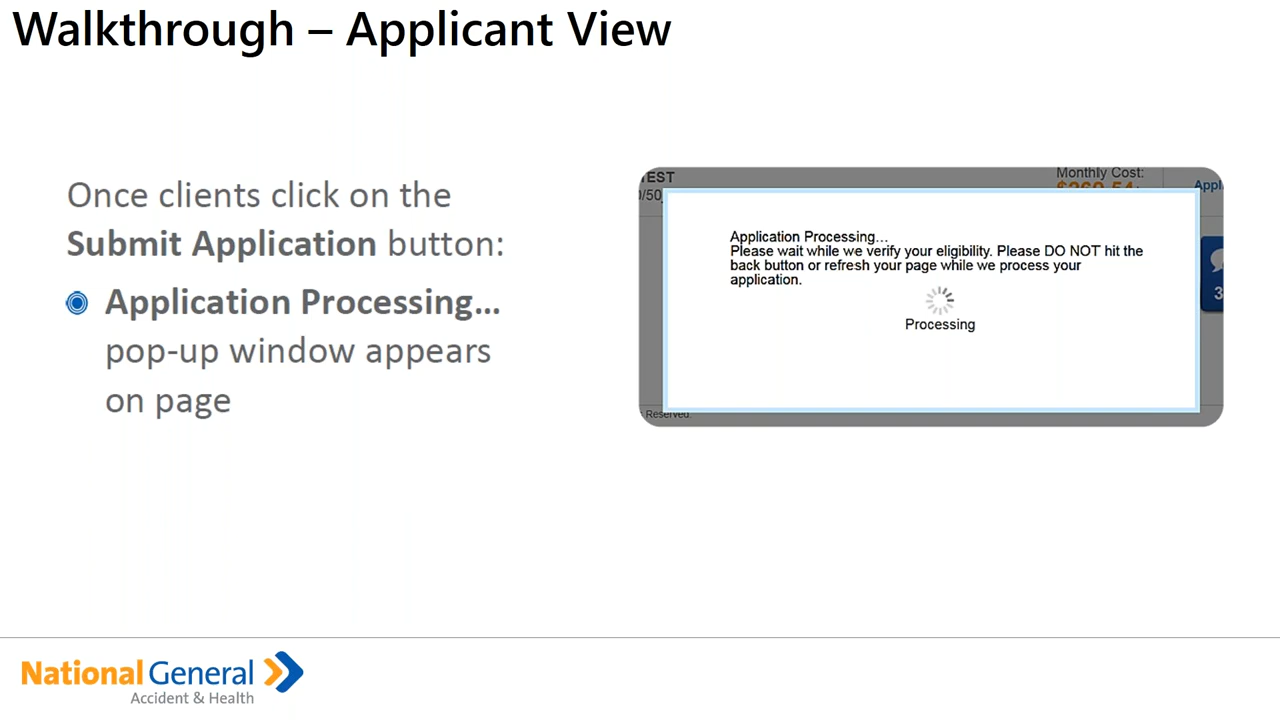 Walkthrough – Applicant View
Once clients click on the
Submit Application button:
Application Processing...
pop-up window appears
on page
Monthly Cost:
Application Processing...
Please wait while we verify your eligibility. Please DO NOT hit the
back button or refresh your page while we process your
application.
Processing
Reserved.
National General
Accident & Health